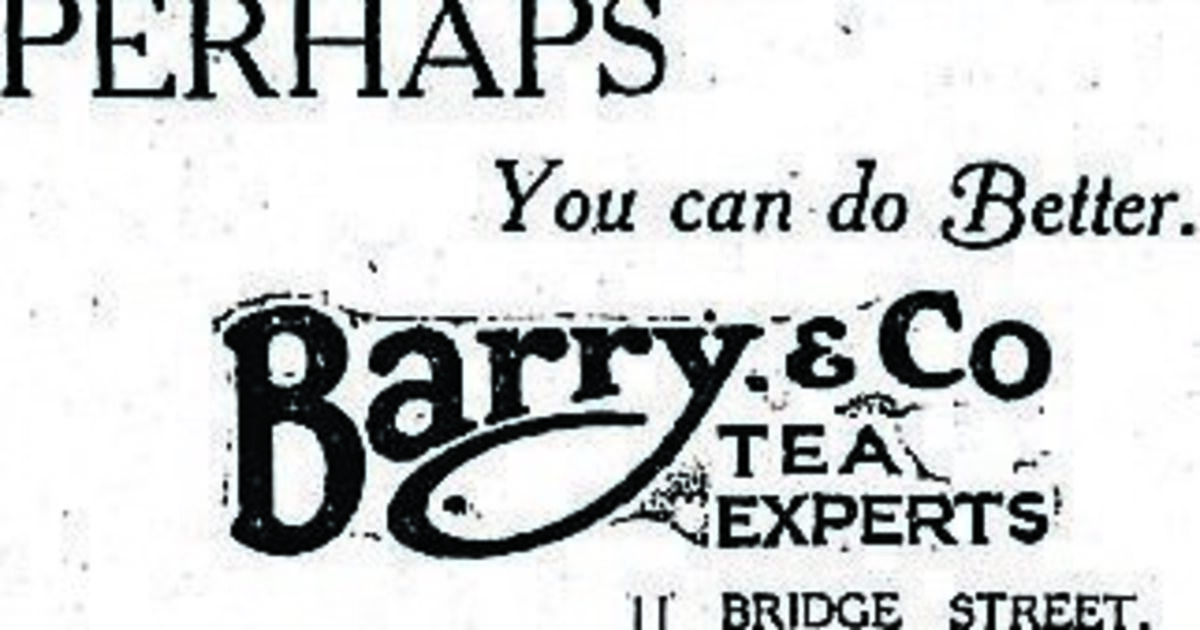 PERHAPS
You can do Better.
Barry. & Co
TEA
EXPERTS
11 BRIDGE STREET.